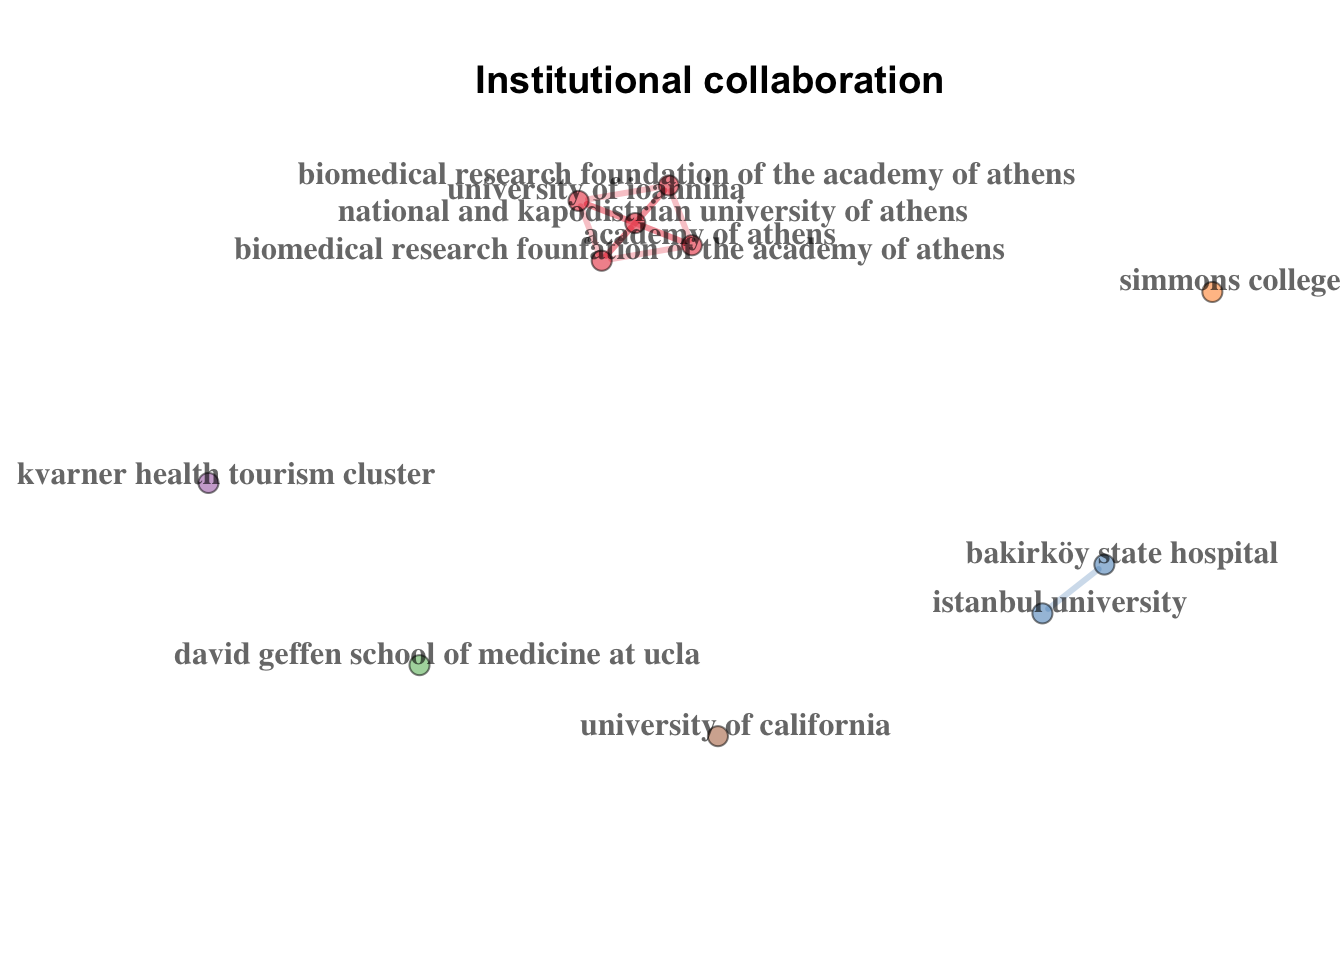 Institutional collaboration
biomedical research foundation of the academy of athens
university of ioannina
national and kapodistrian university of athens
academy of athens
biomedical research founfation of the academy of athens
simmons college
kvarner health tourism cluster
bakirköy state hospital
istanbul university
david geffen school of medicine at ucla
university of california